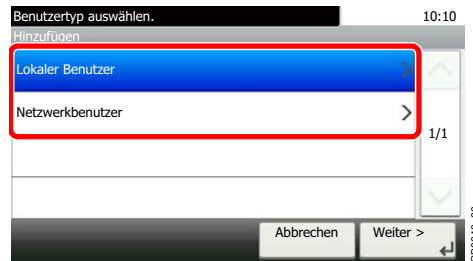 Benutzertyp auswählen. 10:10
Hinzufügen
Lokaler Benutzer
Netzwerkbenutzer
1/1
Abbrechen Weiter >